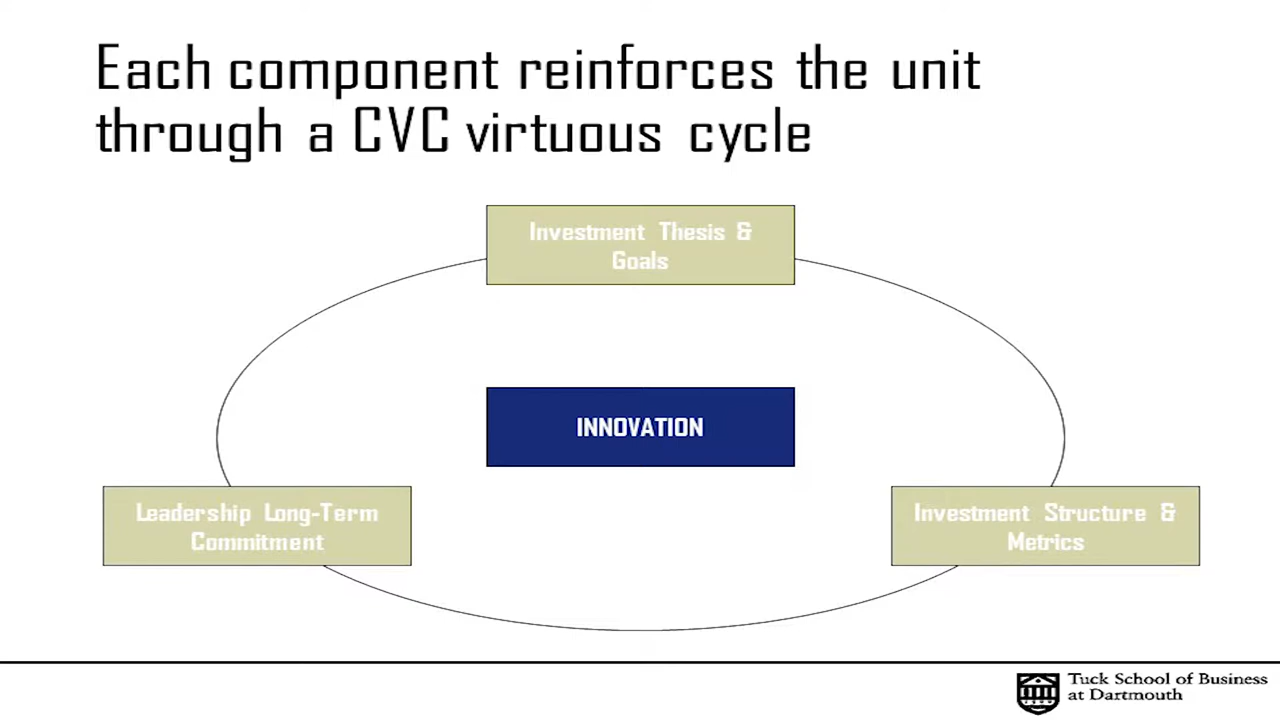 Each component reinforces the unit
through a CVC virtuous cycle
Investment Thesis &
Goals
INNOVATION
Leadership Long-Term
Commitment
Investment Structure &
Metrics
Tuck School of Business
at Dartmouth